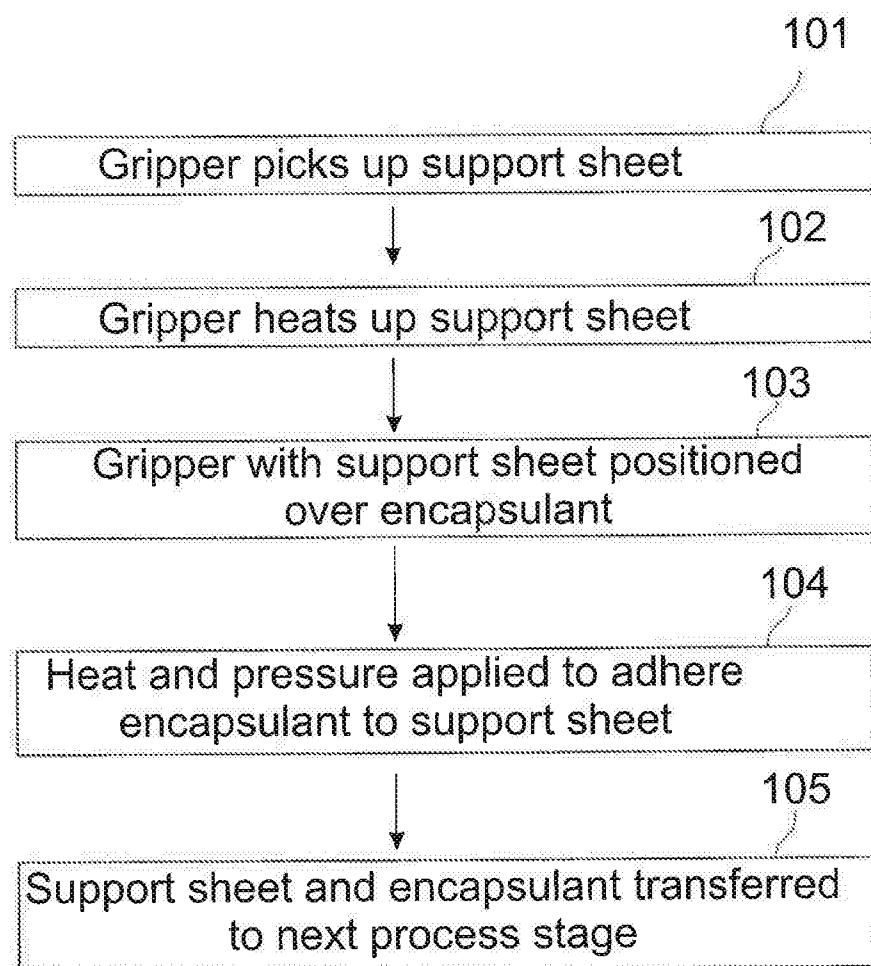 101
Gripper picks up support sheet
102
Gripper heats up support sheet
103
Gripper with support sheet positioned
over encapsulant
104
Heat and pressure applied to adhere
encapsulant to support sheet
105
Support sheet and encapsulant transferred
to next process stage